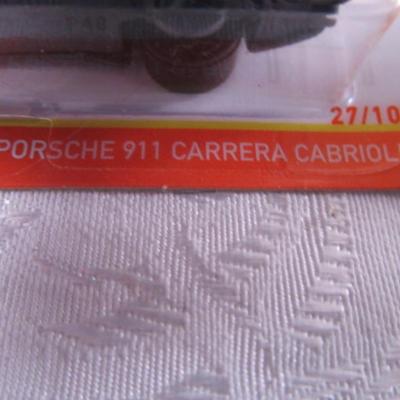 27/10
PORSCHE 911 CARRERA CABRIOL